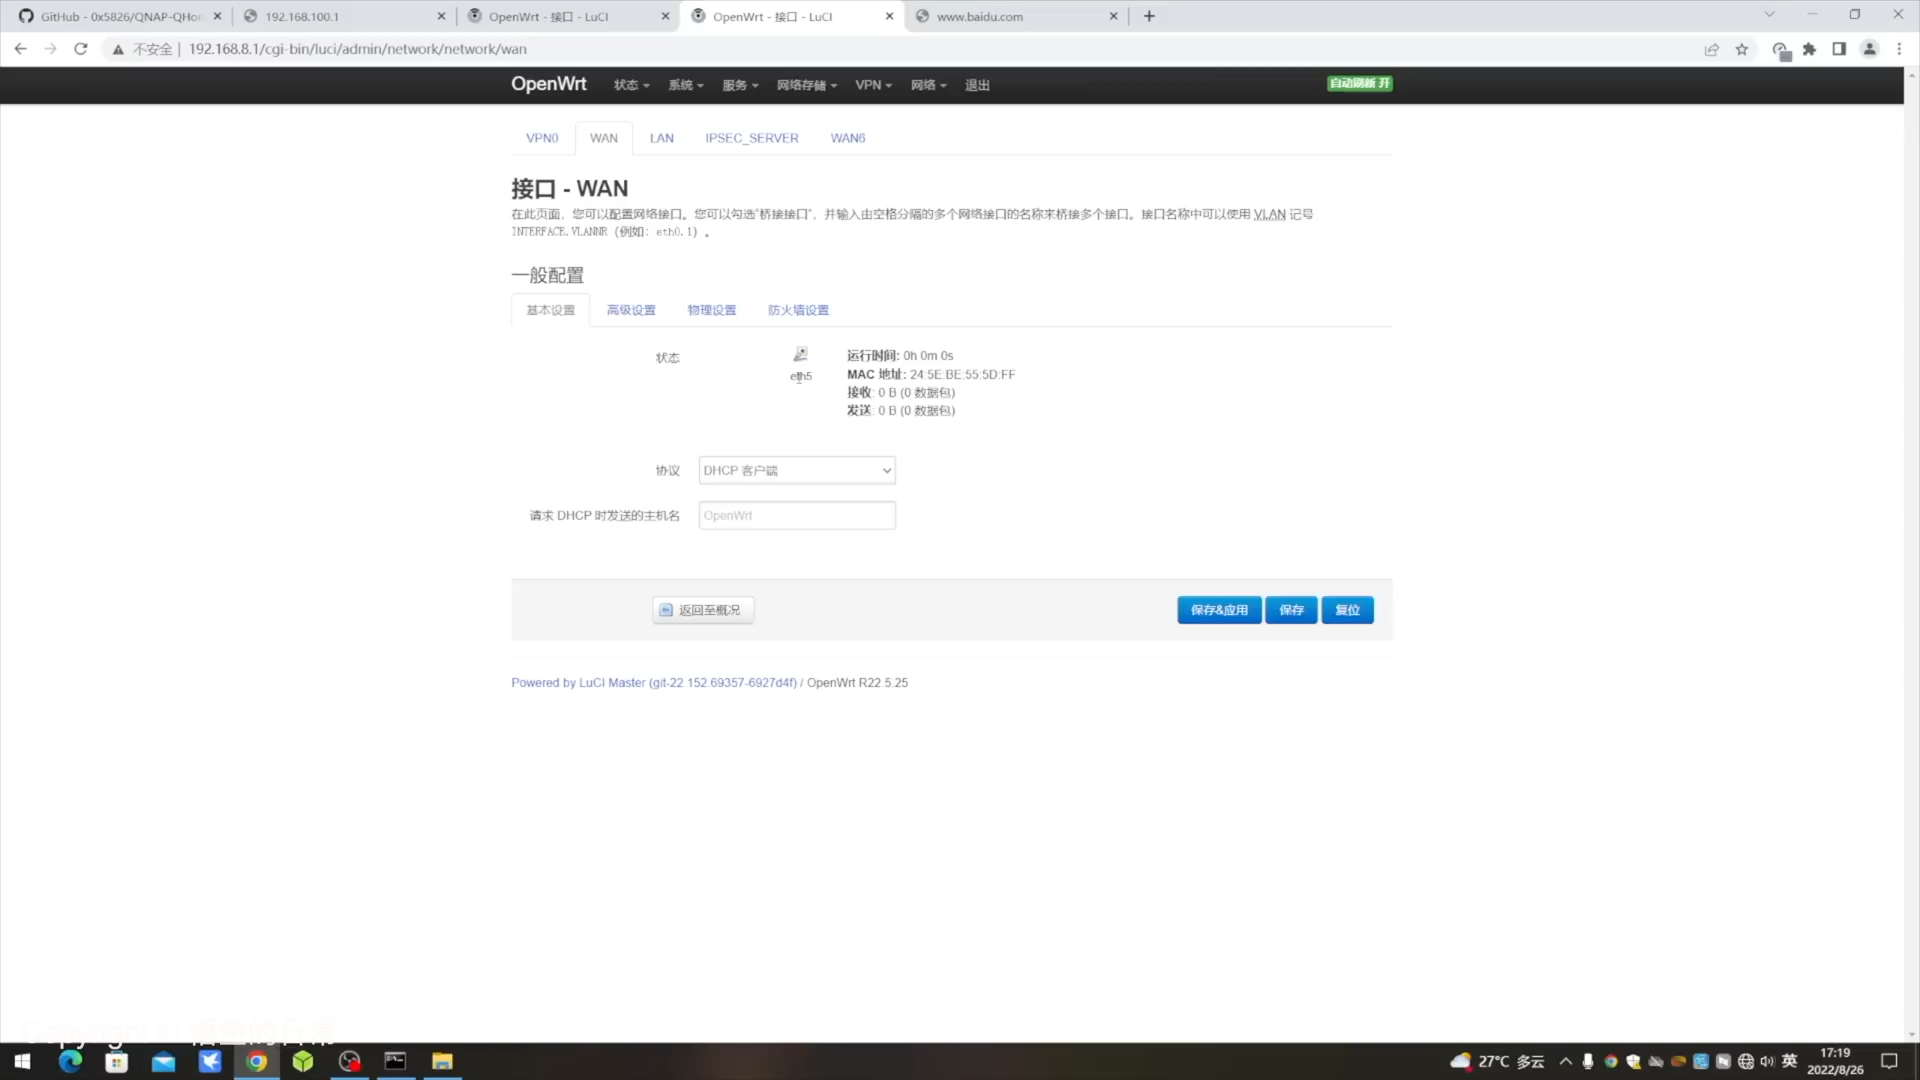 GitHub - 0x5826/QNAP-QHor
192.168.100.1
OpenWrt - 接口 - LuCI
OpenWrt - 接口 - LuCI
www.baidu.com
不安全 | 192.168.8.1/cgi-bin/luci/admin/network/network/wan
OpenWrt 状态 系统 服务 网络存储 VPN 网络 退出 自动刷新 开
VPN0 WAN LAN IPSEC_SERVER WAN6
接口 - WAN
在此页面，您可以配置网络接口。您可以勾选"桥接接口"，并输入由空格分隔的多个网络接口的名称来桥接多个接口。接口名称中可以使用 VLAN 记号
INTERFACE.VLANNR（例如：eth0.1）。
一般配置
基本设置 高级设置 物理设置 防火墙设置
状态
eth5
运行时间: 0h 0m 0s
MAC 地址: 24:5E:BE:55:5D:FF
接收: 0 B (0 数据包)
发送: 0 B (0 数据包)
协议 DHCP 客户端
请求 DHCP 时发送的主机名 OpenWrt
返回至概况 保存&应用 保存 复位
Powered by LuCI Master (git-22.152.69357-6927d4f) / OpenWrt R22.5.25
27°C 多云 英
17:19
2022/8/26